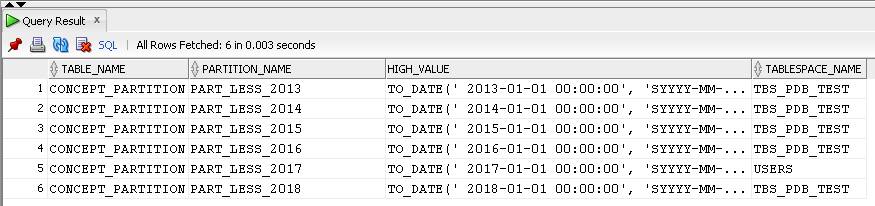 Query Result x
SQL | All Rows Fetched: 6 in 0.003 seconds
TABLE_NAME PARTITION_NAME HIGH_VALUE TABLESPACE_NAME
1 CONCEPT_PARTITION PART_LESS_2013 TO_DATE(' 2013-01-01 00:00:00', 'SYYYY-MM-... TBS_PDB_TEST
2 CONCEPT_PARTITION PART_LESS_2014 TO_DATE(' 2014-01-01 00:00:00', 'SYYYY-MM-... TBS_PDB_TEST
3 CONCEPT_PARTITION PART_LESS_2015 TO_DATE(' 2015-01-01 00:00:00', 'SYYYY-MM-... TBS_PDB_TEST
4 CONCEPT_PARTITION PART_LESS_2016 TO_DATE(' 2016-01-01 00:00:00', 'SYYYY-MM-... TBS_PDB_TEST
5 CONCEPT_PARTITION PART_LESS_2017 TO_DATE(' 2017-01-01 00:00:00', 'SYYYY-MM-... USERS
6 CONCEPT_PARTITION PART_LESS_2018 TO_DATE(' 2018-01-01 00:00:00', 'SYYYY-MM-... TBS_PDB_TEST